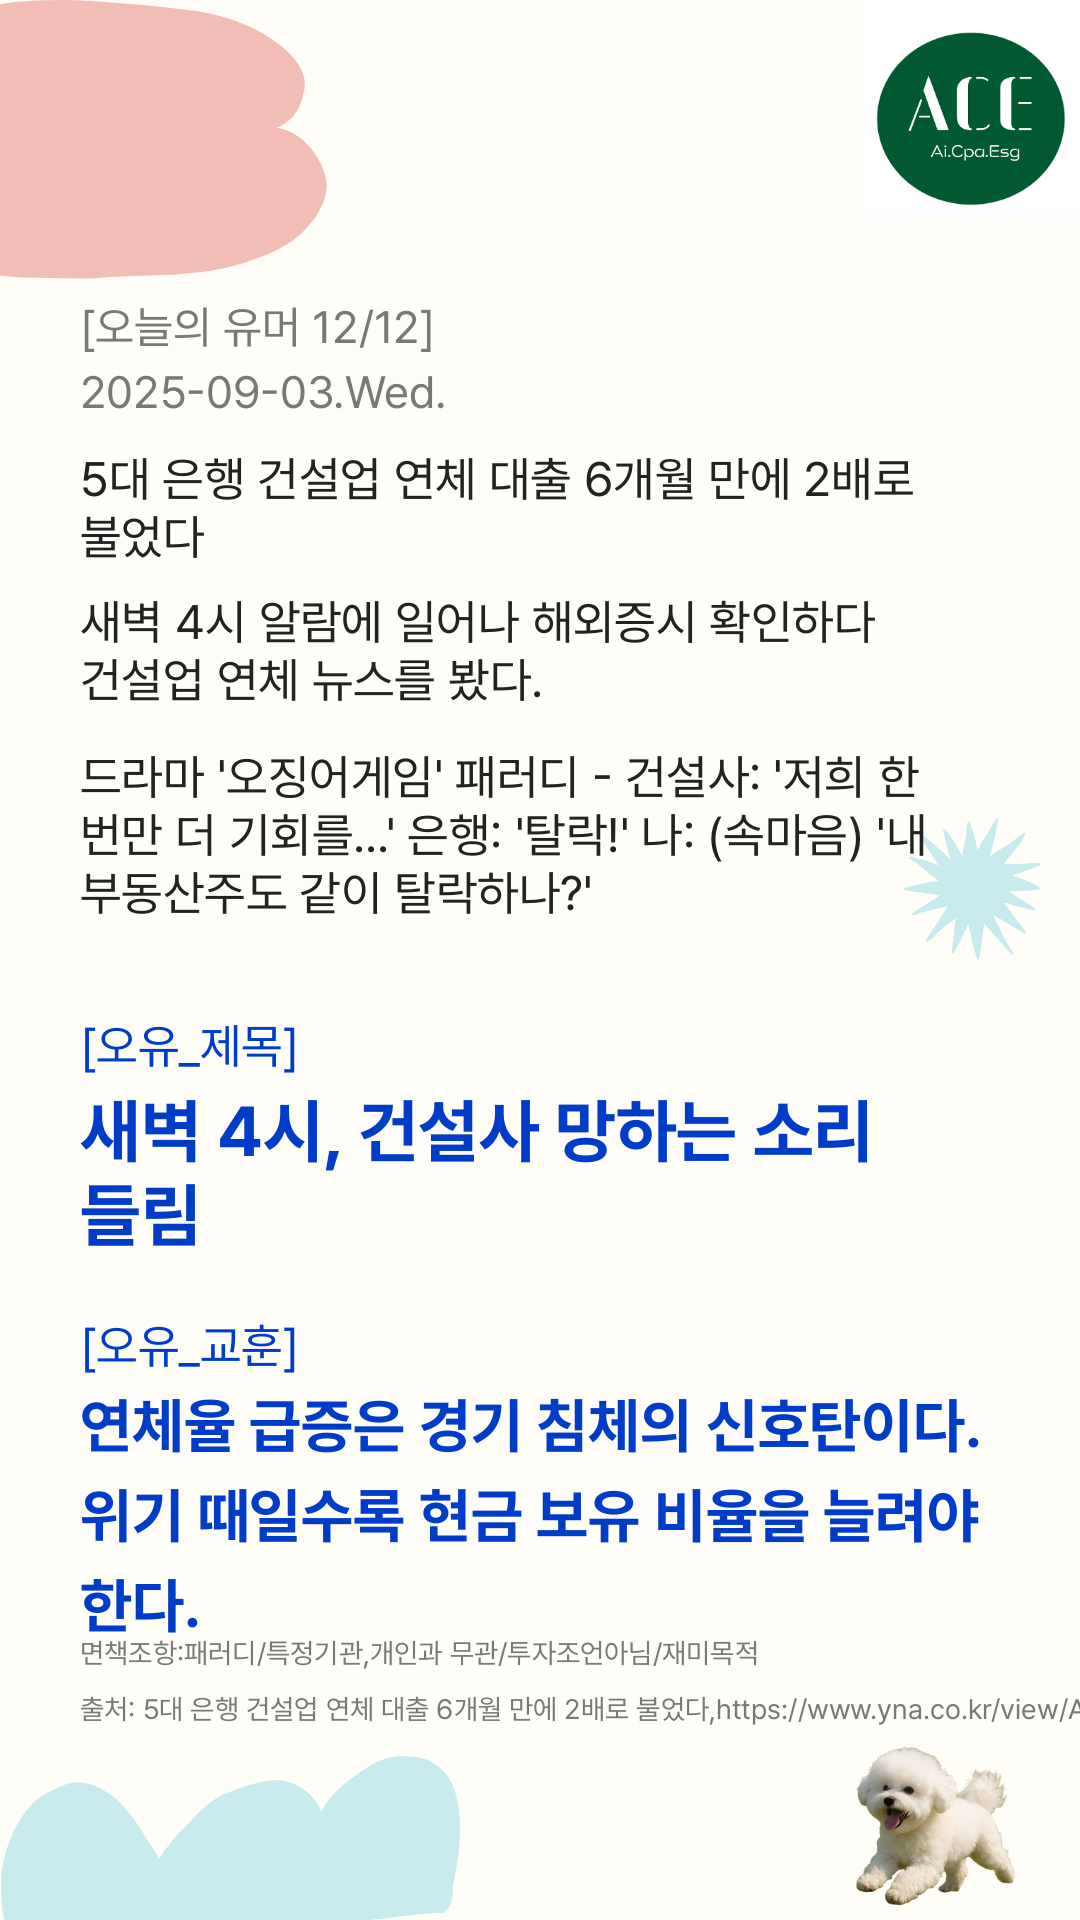 ACE
Ai.Cpa.Esg
[오늘의 유머 12/12]
2025-09-03.Wed.
5대 은행 건설업 연체 대출 6개월 만에 2배로
불었다
새벽 4시 알람에 일어나 해외증시 확인하다
건설업 연체 뉴스를 봤다.
드라마 '오징어게임' 패러디 - 건설사: '저희 한
번만 더 기회를...' 은행: '탈락!' 나: (속마음) '내
부동산주도 같이 탈락하나?'
[오유_제목]
새벽 4시, 건설사 망하는 소리
들림
[오유_교훈]
연체율 급증은 경기 침체의 신호탄이다.
위기 때일수록 현금 보유 비율을 늘려야
한다.
면책조항:패러디/특정기관,개인과 무관/투자조언아님/재미목적
출처: 5대 은행 건설업 연체 대출 6개월 만에 2배로 불었다,https://www.yna.co.kr/view/A